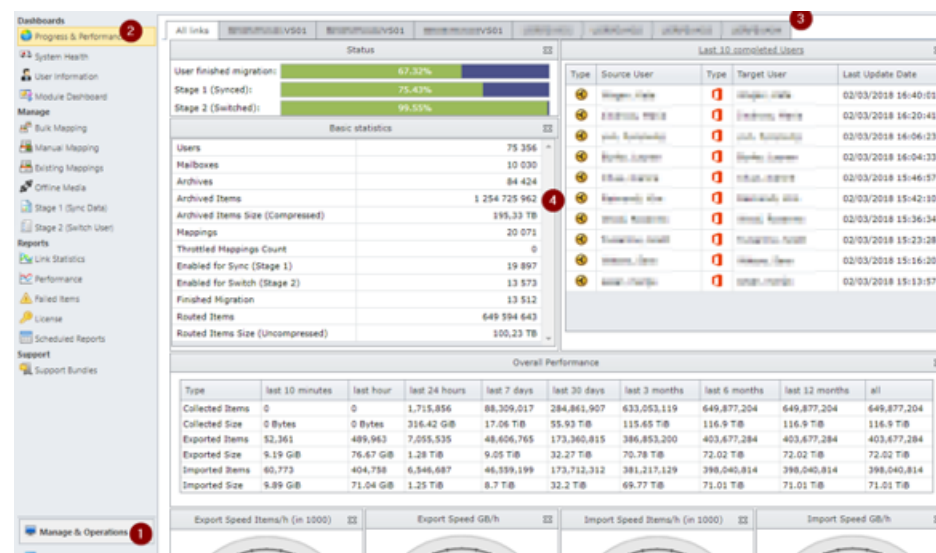 Dashboards
Progress & Performanc 2
System Health
User Information
Module Dashboard
Manage
Bulk Mapping
Manual Mapping
Existing Mappings
Offline Media
Stage 1 (Sync Data)
Stage 2 (Switch User)
Reports
Link Statistics
Performance
Failed Items
License
Scheduled Reports
Support
Support Bundles
Manage & Operations 1
All links VS01 VS01 VS01 3
Status
User finished migration: 67.32%
Stage 1 (Synced): 75.43%
Stage 2 (Switched): 99.55%
Basic statistics
Users 75 356
Mailboxes 10 030
Archives 84 424
Archived Items 1 254 725 962 4
Archived Items Size (Compressed) 195,33 TB
Mappings 20 071
Throttled Mappings Count 0
Enabled for Sync (Stage 1) 19 897
Enabled for Switch (Stage 2) 13 573
Finished Migration 13 512
Routed Items 649 594 643
Routed Items Size (Uncompressed) 100,23 TB
Last 10 completed Users
Type Source User Type Target User Last Update Date
02/03/2018 16:40:01
02/03/2018 16:20:41
02/03/2018 16:06:23
02/03/2018 16:04:33
02/03/2018 15:46:57
02/03/2018 15:42:10
02/03/2018 15:36:34
02/03/2018 15:23:28
02/03/2018 15:16:20
02/03/2018 15:13:57
Overall Performance
Type last 10 minutes last hour last 24 hours last 7 days last 30 days last 3 months last 6 months last 12 months all
Collected Items 0 0 1,715,856 88,309,017 284,861,907 633,053,119 649,877,204 649,877,204 649,877,204
Collected Size 0 Bytes 0 Bytes 316.42 GiB 17.06 TiB 55.93 TiB 115.65 TiB 116.9 TiB 116.9 TiB 116.9 TiB
Exported Items 52,361 489,963 7,055,535 48,606,765 173,360,815 386,853,200 403,677,284 403,677,284 403,677,284
Exported Size 9.19 GiB 76.67 GiB 1.28 TiB 9.05 TiB 32.27 TiB 70.78 TiB 72.02 TiB 72.02 TiB 72.02 TiB
Imported Items 60,773 404,758 6,546,687 46,559,199 173,712,312 381,217,129 398,040,814 398,040,814 398,040,814
Imported Size 9.89 GiB 71.04 GiB 1.25 TiB 8.7 TiB 32.2 TiB 69.77 TiB 71.01 TiB 71.01 TiB 71.01 TiB
Export Speed Items/h (in 1000) Export Speed GB/h Import Speed Items/h (in 1000) Import Speed GB/h